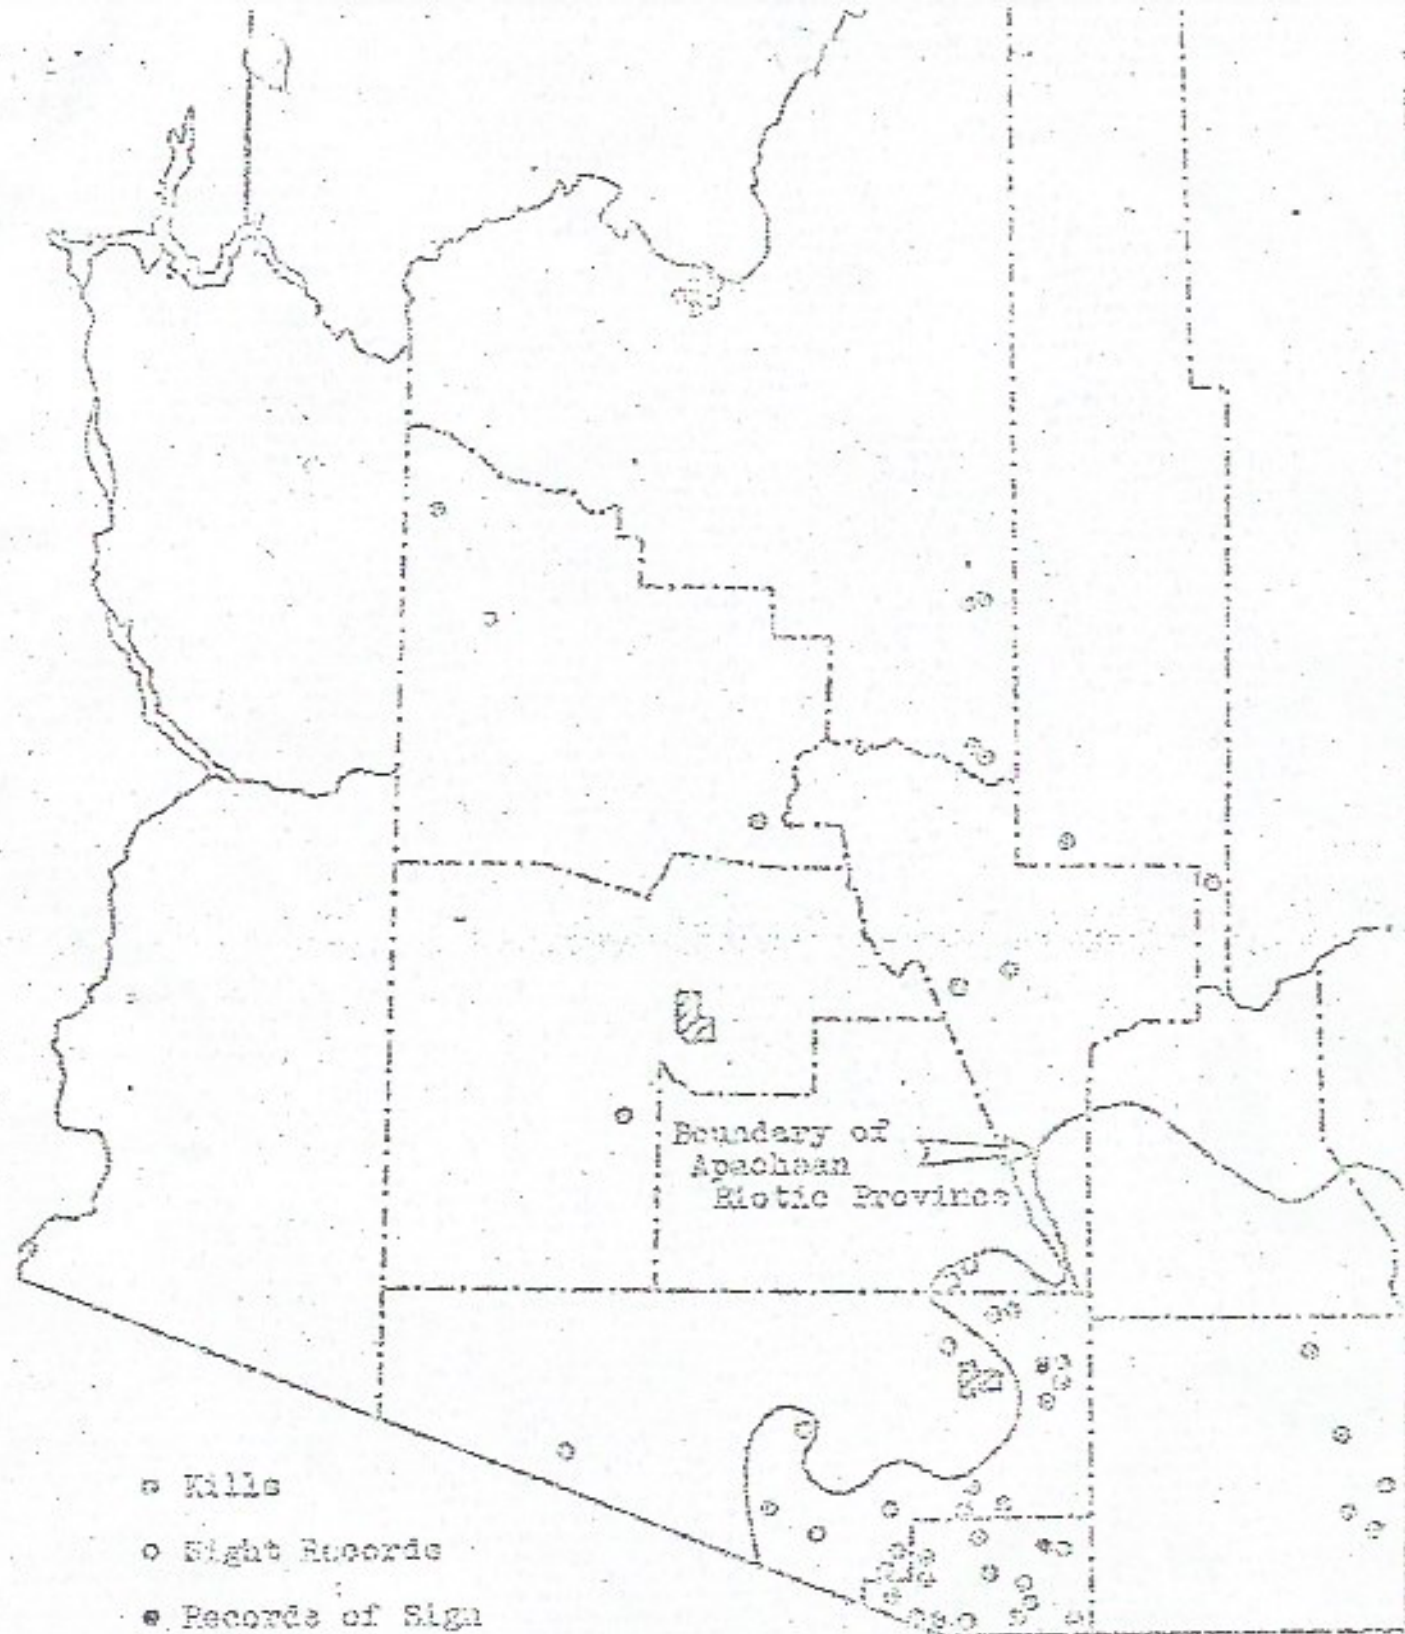 Boundary of
Apachean
Biotic Province
Kills
Sight Records
Records of Sign